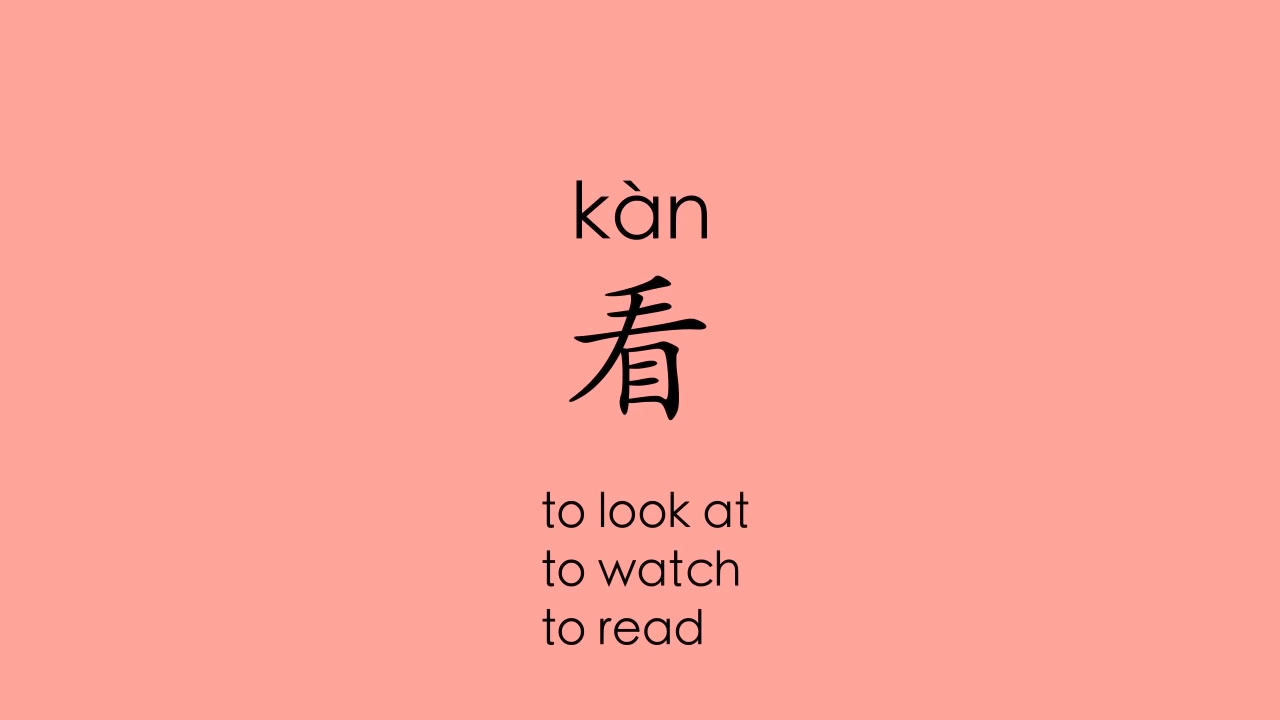 kàn
看
to look at
to watch
to read